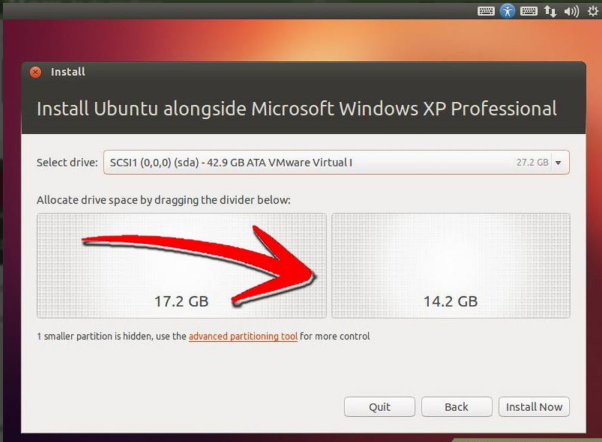 Install
Install Ubuntu alongside Microsoft Windows XP Professional
Select drive: SCSI1 (0,0,0) (sda) - 42.9 GB ATA VMware Virtual I 27.2 GB
Allocate drive space by dragging the divider below:
17.2 GB 14.2 GB
1 smaller partition is hidden, use the advanced partitioning tool for more control
Quit Back Install Now